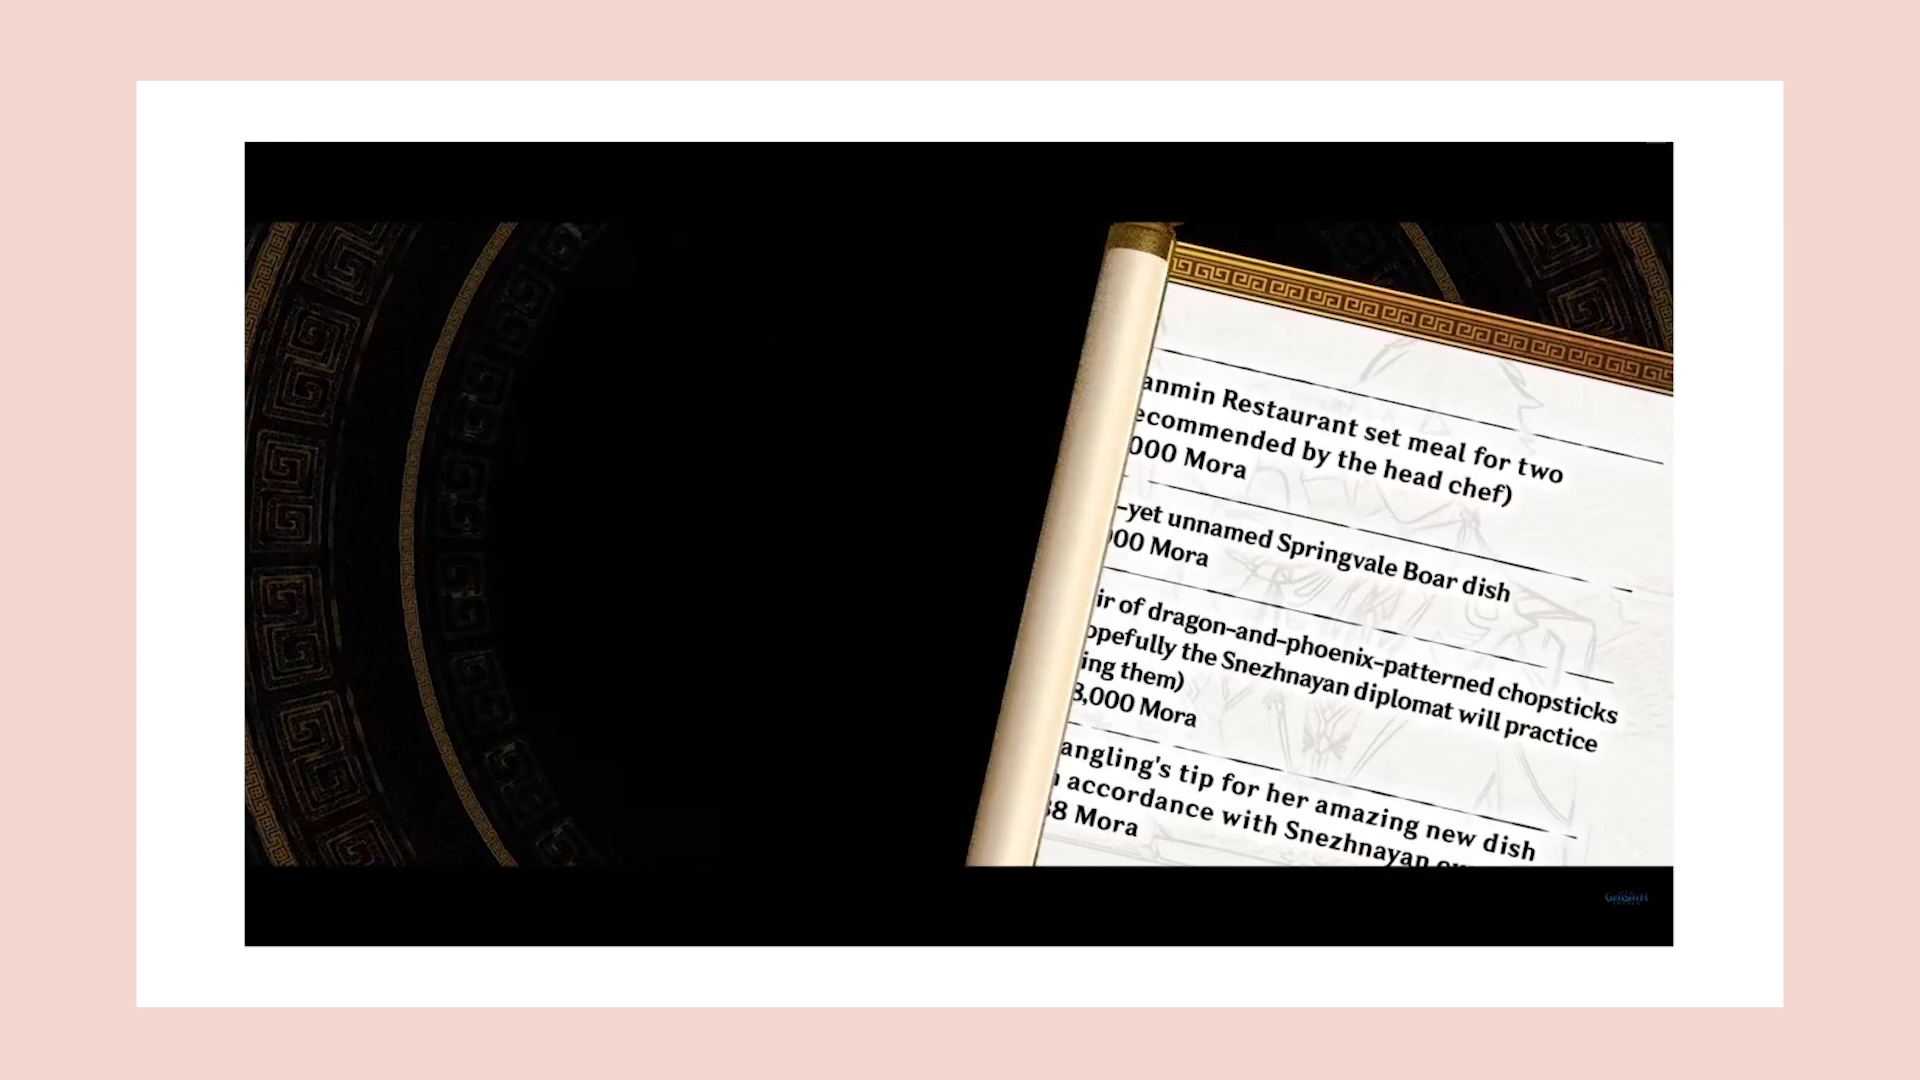 anmin Restaurant set meal for two
ecommended by the head chef)
000 Mora
-yet unnamed Springvale Boar dish
00 Mora
ir of dragon-and-phoenix-patterned chopsticks
opefully the Snezhnayan diplomat will practice
ing them)
8,000 Mora
angling's tip for her amazing new dish
accordance with Snezhnayan
88 Mora
GENSHIN